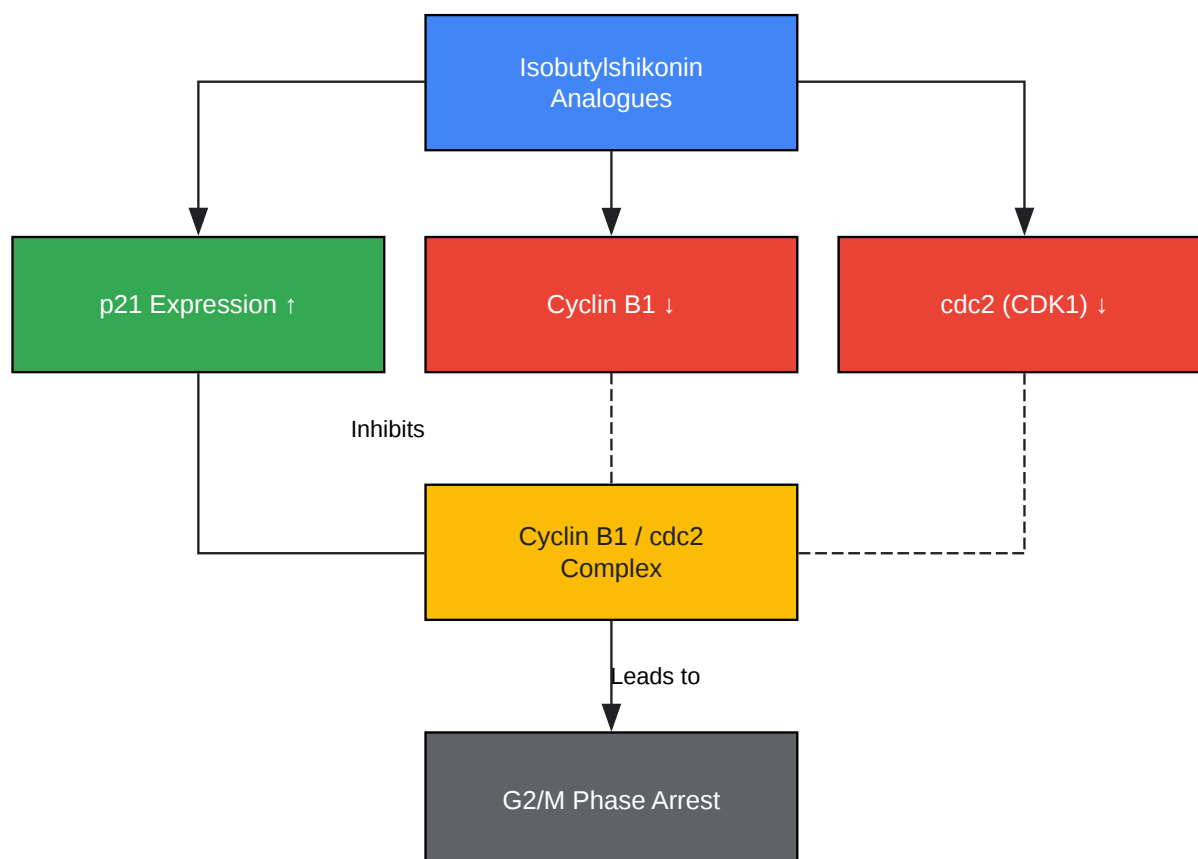 Isobutylshikonin
Analogues
p21 Expression ↑
Cyclin B1 ↓
cdc2 (CDK1) ↓
Inhibits
Cyclin B1 / cdc2
Complex
Leads to
G2/M Phase Arrest